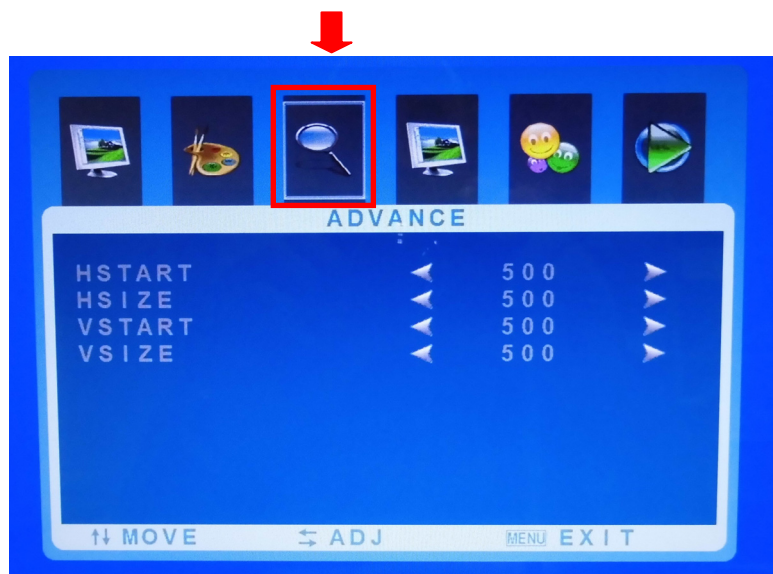 ADVANCE
HSTART 500
HSIZE 500
VSTART 500
VSIZE 500
MOVE ADJ MENU EXIT